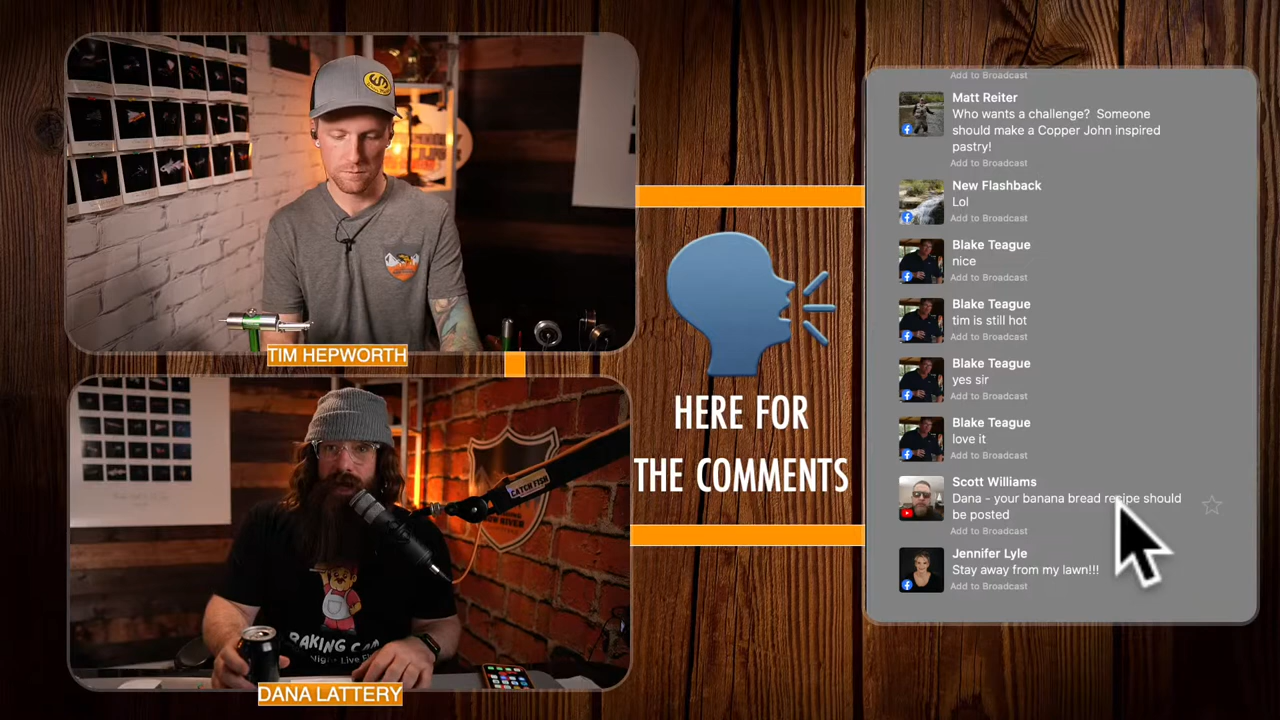 TIM HEPWORTH
CATCH FISH
NEW RIVER
DANA LATTERY
HERE FOR
THE COMMENTS
Add to Broadcast
Matt Reiter
Who wants a challenge? Someone
should make a Copper John inspired
pastry!
Add to Broadcast
New Flashback
Lol
Add to Broadcast
Blake Teague
nice
Add to Broadcast
Blake Teague
tim is still hot
Add to Broadcast
Blake Teague
yes sir
Add to Broadcast
Blake Teague
love it
Add to Broadcast
Scott Williams
Dana - your banana bread recipe should
be posted
Add to Broadcast
Jennifer Lyle
Stay away from my lawn!!!
Add to Broadcast